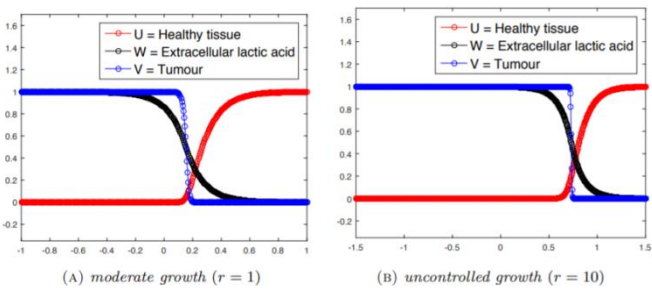 1.6
1.4
1.2
1
0.8
0.6
0.4
0.2
0
-0.2
U = Healthy tissue
W = Extracellular lactic acid
V = Tumour
-1 -0.8 -0.6 -0.4 -0.2 0 0.2 0.4 0.6 0.8 1
(A) moderate growth (r = 1)
1.6
1.4
1.2
1
0.8
0.6
0.4
0.2
0
-0.2
U = Healthy tissue
W = Extracellular lactic acid
V = Tumour
-1.5 -1 -0.5 0 0.5 1 1.5
(B) uncontrolled growth (r = 10)